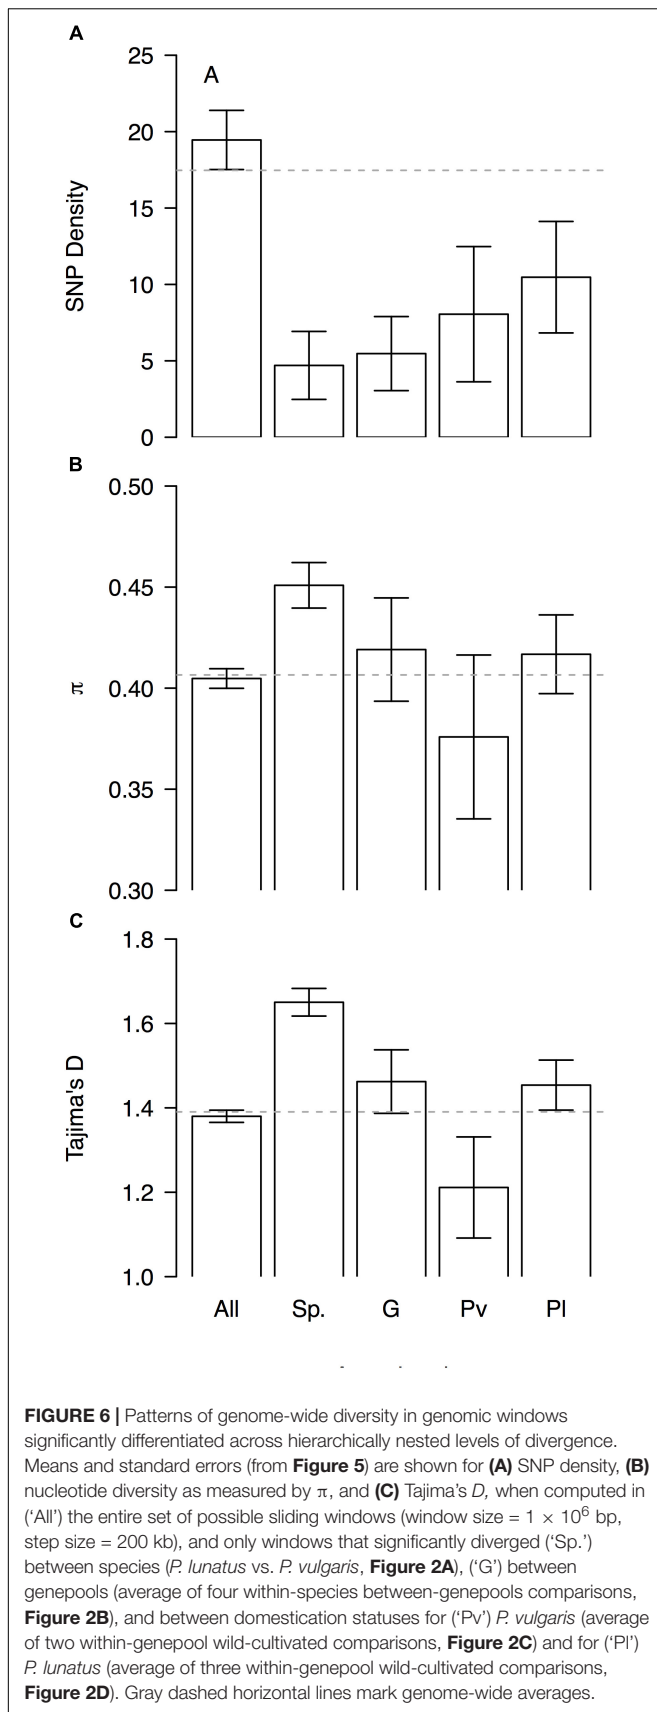 A
25
A
20
15
10
5
0
SNP Density
B
0.50
0.45
0.40
0.35
0.30
π
C
1.8
1.6
1.4
1.2
1.0
Tajima's D
All Sp. G Pv Pl
FIGURE 6 | Patterns of genome-wide diversity in genomic windows
significantly differentiated across hierarchically nested levels of divergence.
Means and standard errors (from Figure 5) are shown for (A) SNP density, (B)
nucleotide diversity as measured by π, and (C) Tajima's D, when computed in
('All') the entire set of possible sliding windows (window size = 1 × 10⁶ bp,
step size = 200 kb), and only windows that significantly diverged ('Sp.')
between species (P. lunatus vs. P. vulgaris, Figure 2A), ('G') between
genepools (average of four within-species between-genepools comparisons,
Figure 2B), and between domestication statuses for ('Pv') P. vulgaris (average
of two within-genepool wild-cultivated comparisons, Figure 2C) and for ('Pl')
P. lunatus (average of three within-genepool wild-cultivated comparisons,
Figure 2D). Gray dashed horizontal lines mark genome-wide averages.